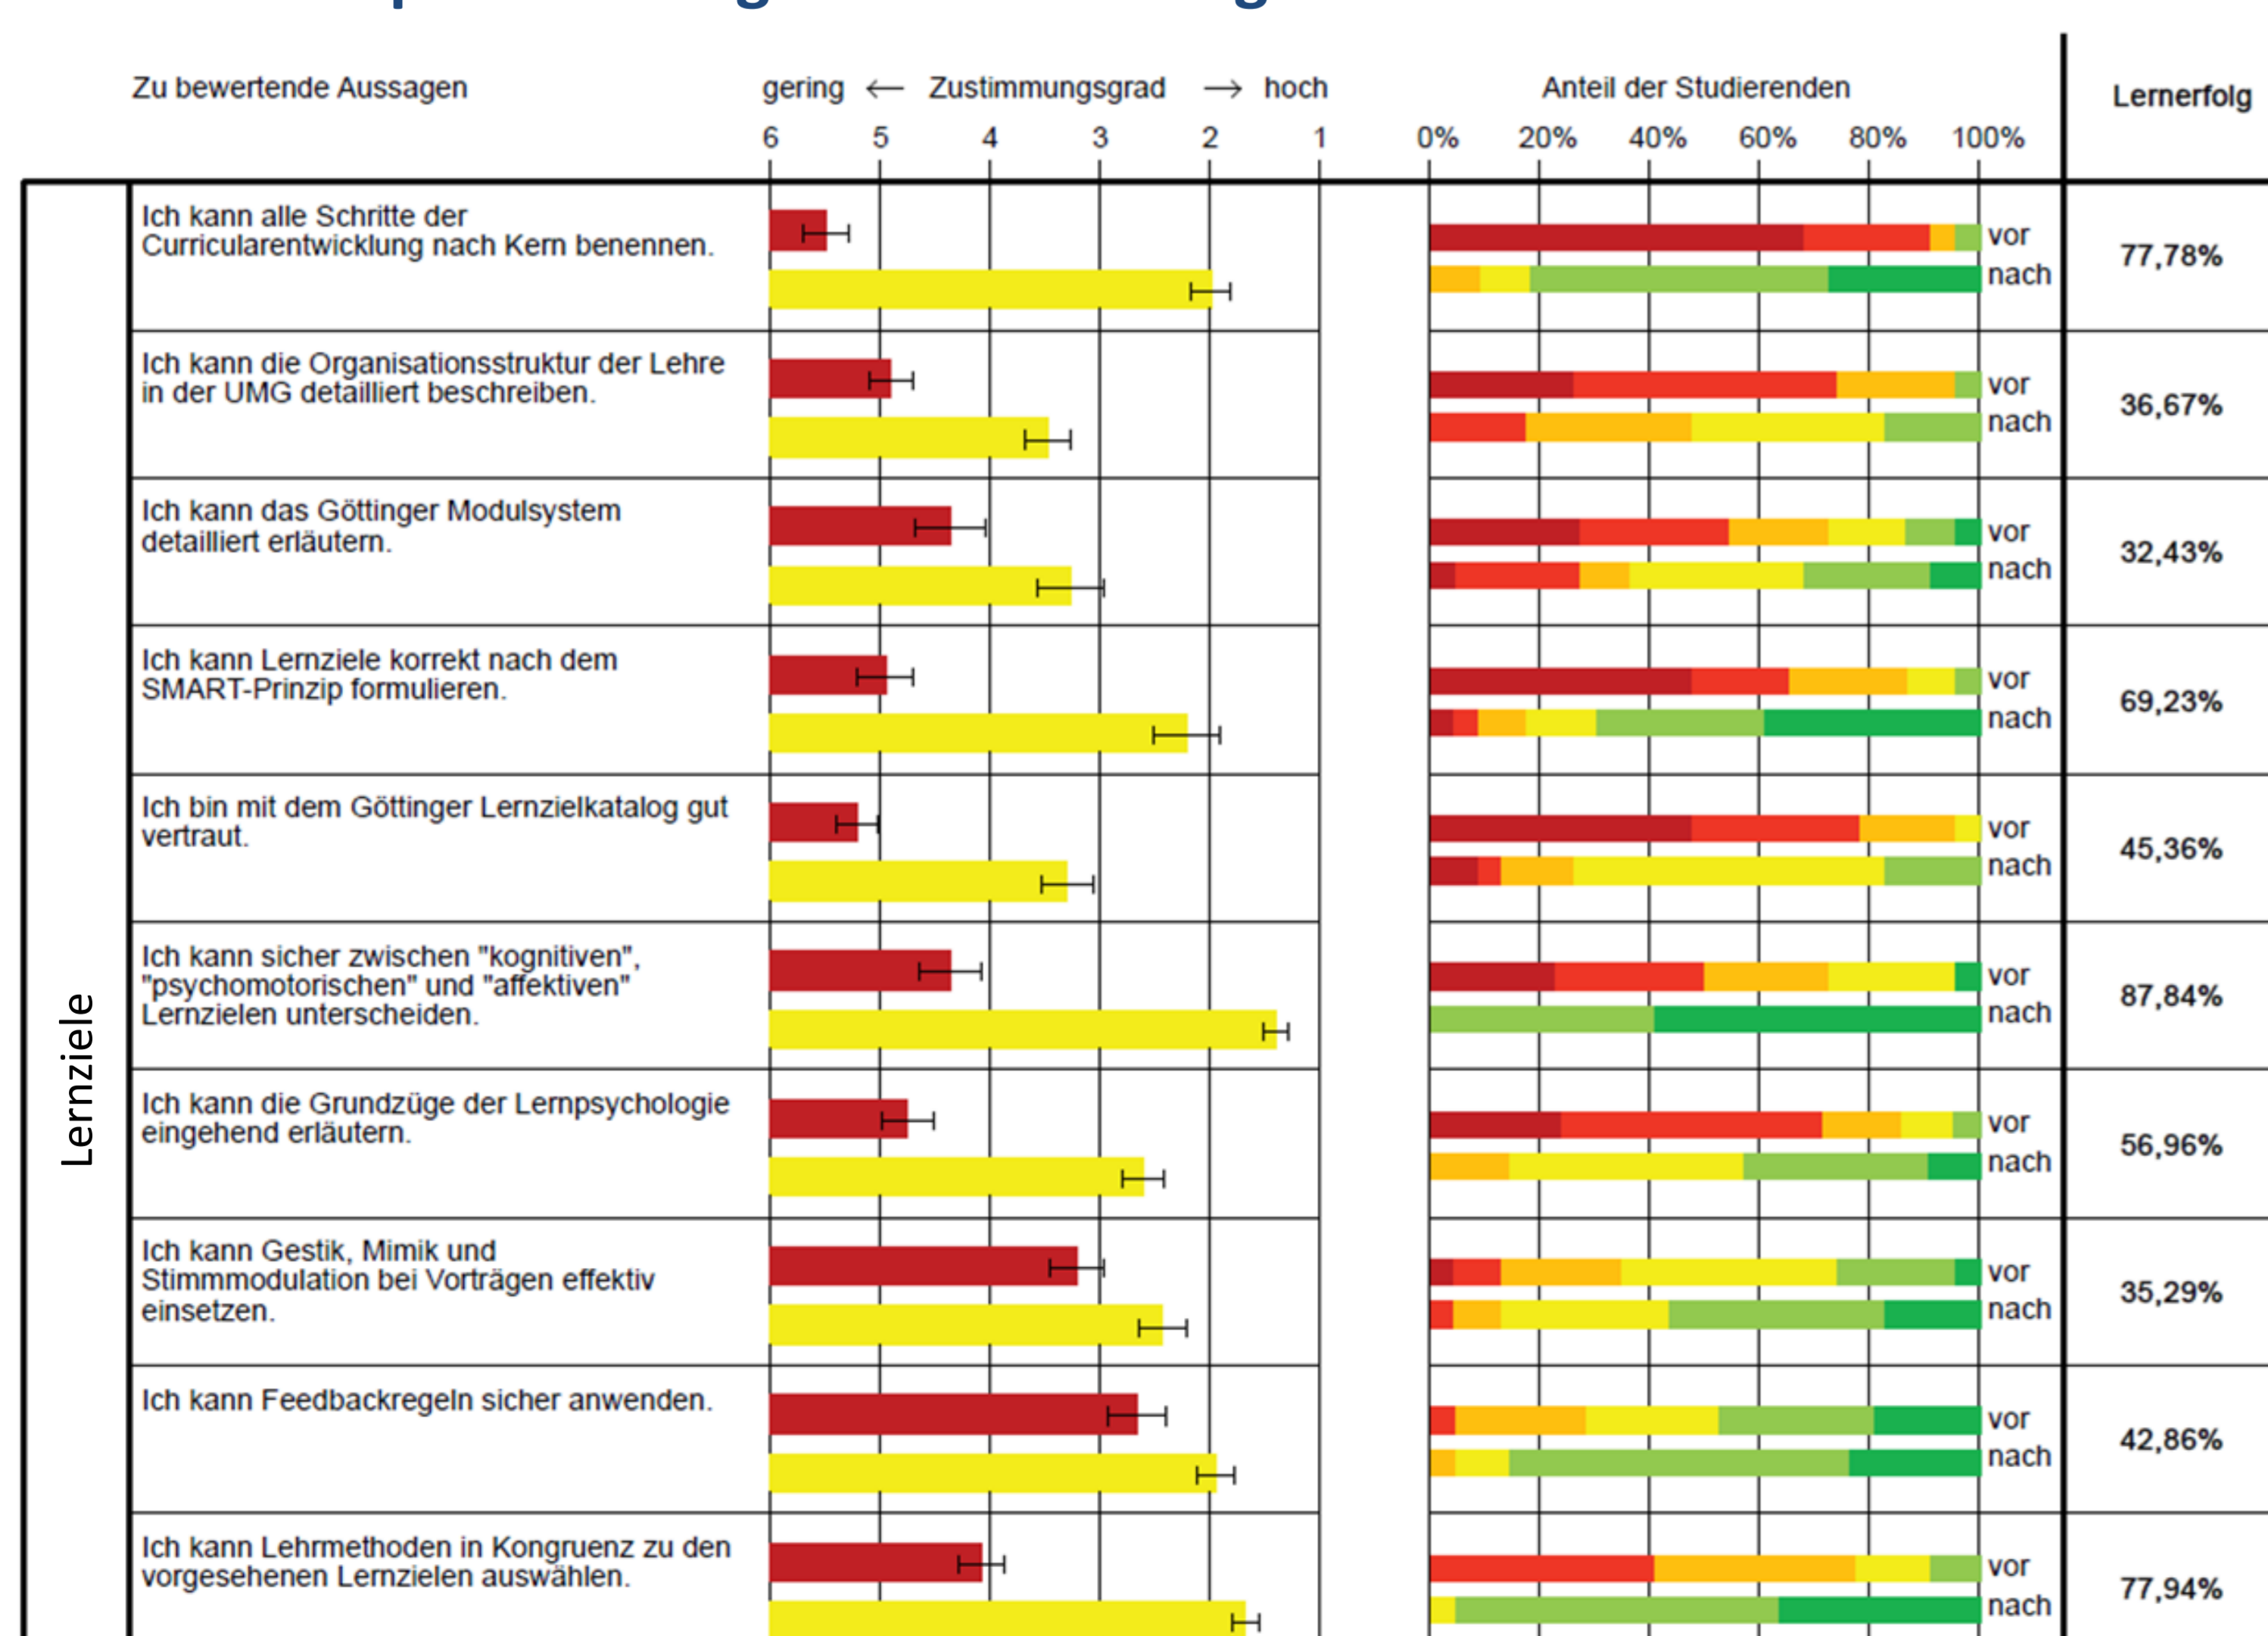 Zu bewertende Aussagen
gering ← Zustimmungsgrad → hoch
Anteil der Studierenden
Lernerfolg
6 5 4 3 2 1
0% 20% 40% 60% 80% 100%
Lernziele
Ich kann alle Schritte der
Curricularentwicklung nach Kern benennen.
vor
nach
77,78%
Ich kann die Organisationsstruktur der Lehre
in der UMG detailliert beschreiben.
vor
nach
36,67%
Ich kann das Göttinger Modulsystem
detailliert erläutern.
vor
nach
32,43%
Ich kann Lernziele korrekt nach dem
SMART-Prinzip formulieren.
vor
nach
69,23%
Ich bin mit dem Göttinger Lernzielkatalog gut
vertraut.
vor
nach
45,36%
Ich kann sicher zwischen "kognitiven",
"psychomotorischen" und "affektiven"
Lernzielen unterscheiden.
vor
nach
87,84%
Ich kann die Grundzüge der Lernpsychologie
eingehend erläutern.
vor
nach
56,96%
Ich kann Gestik, Mimik und
Stimmmodulation bei Vorträgen effektiv
einsetzen.
vor
nach
35,29%
Ich kann Feedbackregeln sicher anwenden.
vor
nach
42,86%
Ich kann Lehrmethoden in Kongruenz zu den
vorgesehenen Lernzielen auswählen.
vor
nach
77,94%